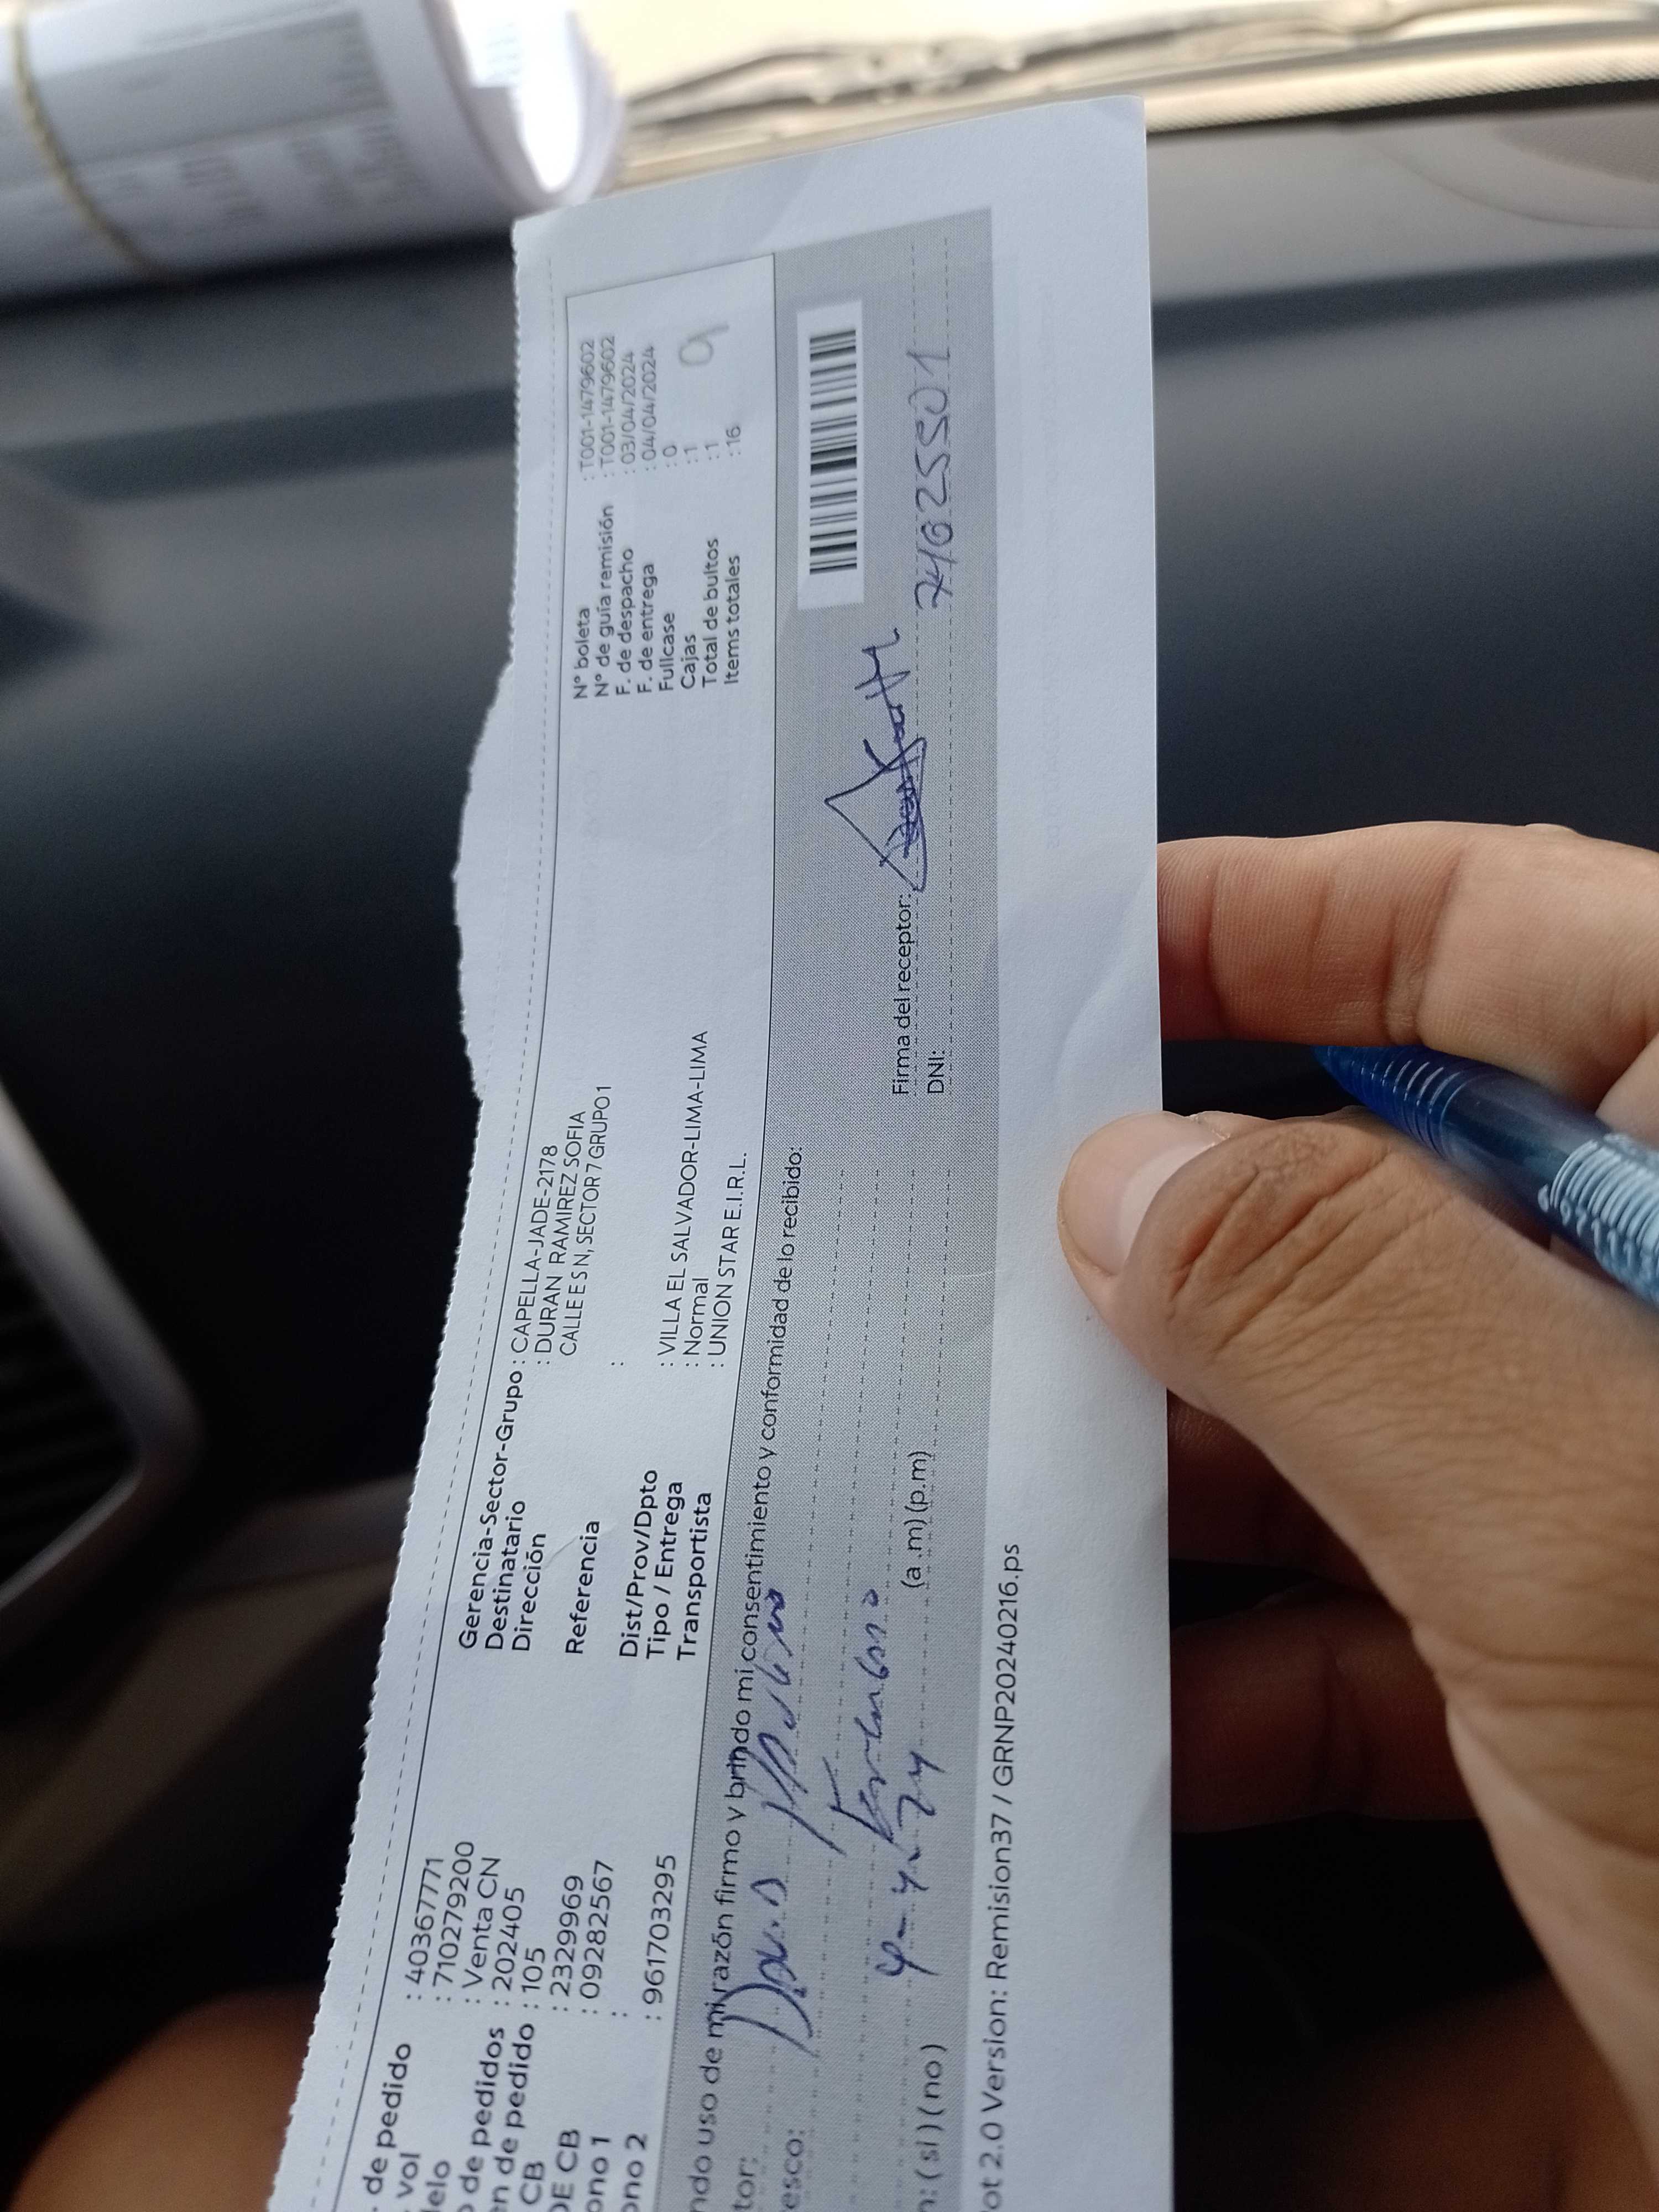 . de pedido : 403677771
vol : 710279200
delo : Venta CN
o de pedidos : 202405
en de pedido : 105
CB : 23299969
DE CB : 092822567
ono 1 :
ono 2 : 961703295
Gerencia-Sector-Grupo : CAPELLA-JADE-2178
Destinatario : DURAN RAMIREZ SOFIA
Dirección CALLE E S N, SECTOR 7 GRUPO 1
Referencia :
Dist/Prov/Dpto : VILLA EL SALVADOR-LIMA-LIMA
Tipo / Entrega : Normal
Transportista : UNION STAR E.I.R.L.
N° boleta : T001-1479602
N° de guía remisión : T001-1479602
F. de despacho : 03/04/2024
F. de entrega : 04/04/2024
Fullcase : 0
Cajas : 1
Total de bultos : 1
Items totales : 16
9
ndo uso de mi razón firmo y brindo mi consentimiento y conformidad de lo recibido:
tor:
esco:
n: (si) (no) (a.m) (p.m)
Firma del receptor:
DNI:
ot 2.0 Version: Remision37 / GRNP20240216.ps